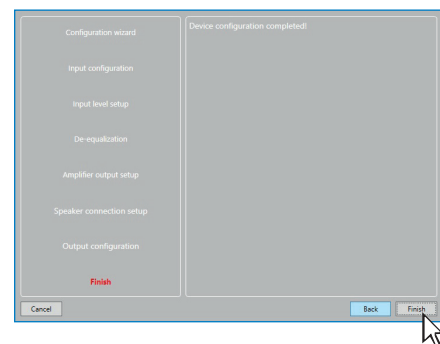 Configuration wizard
Input configuration
Input level setup
De-equalization
Amplifier output setup
Speaker connection setup
Output configuration
Finish
Device configuration completed!
Cancel
Back
Finish